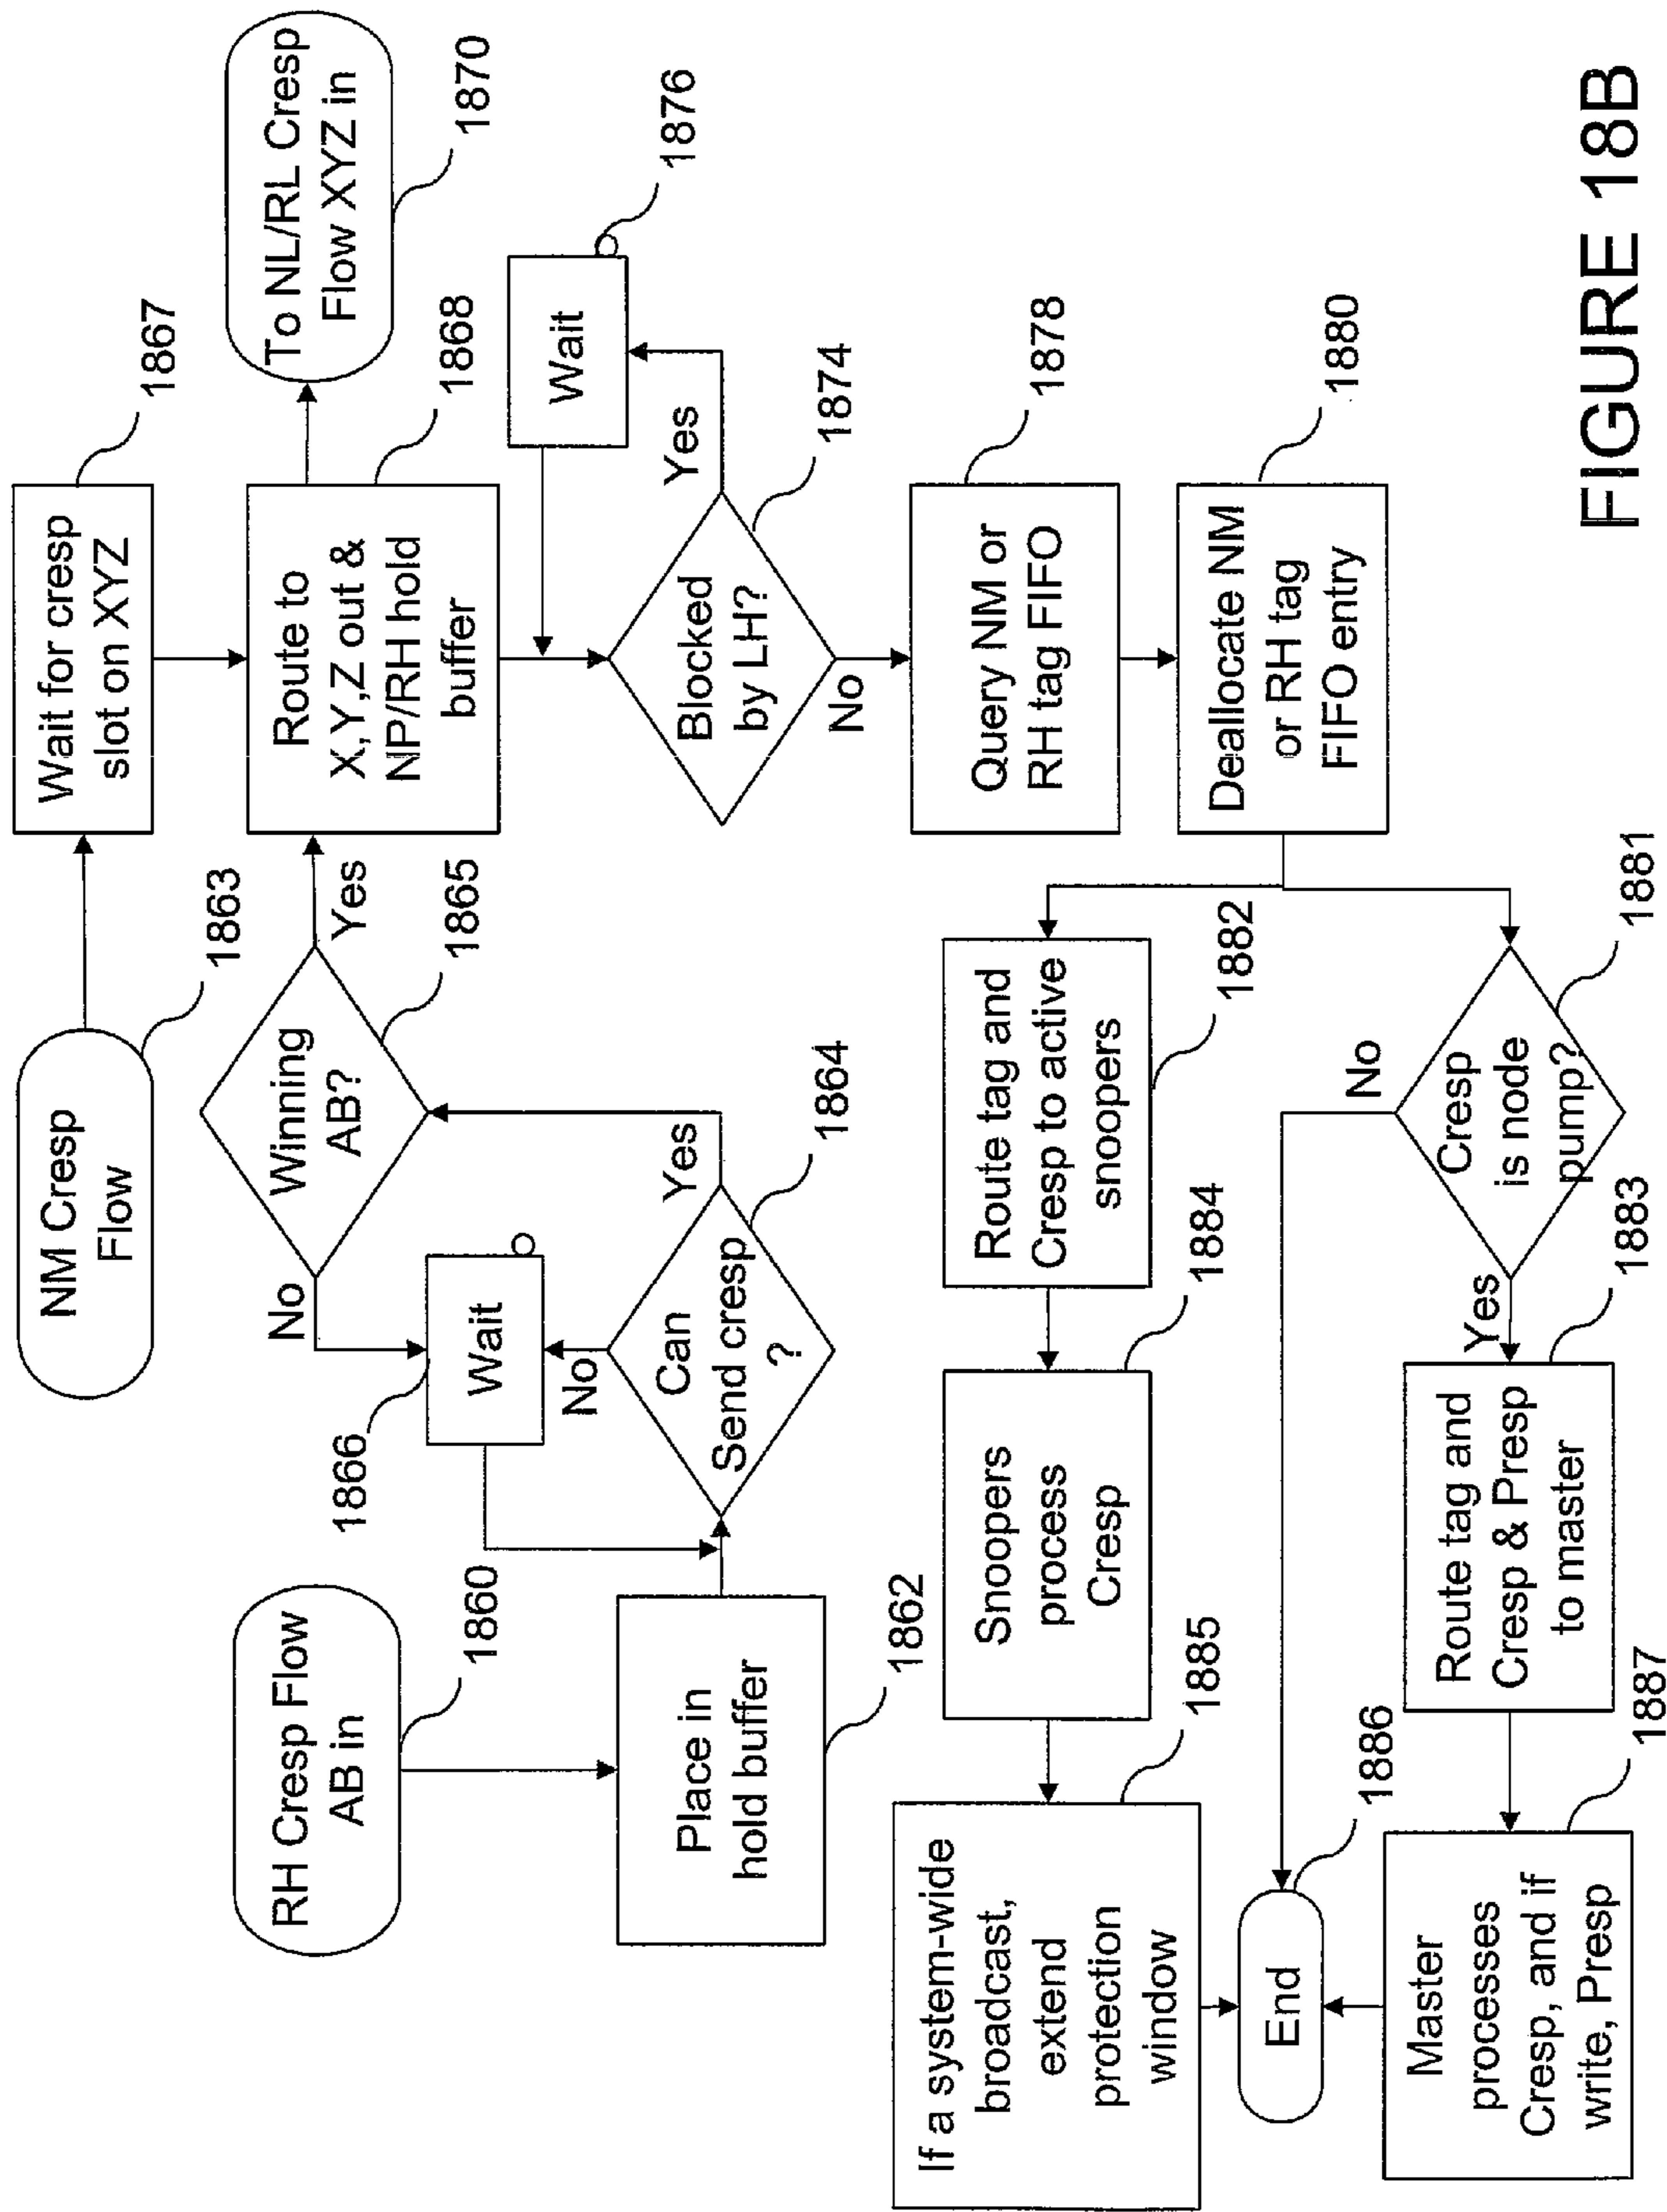 NM Cresp
Flow
1863
Wait for cresp
slot on XYZ
1867
RH Cresp Flow
AB in
1860
Place in
hold buffer
1862
Can
Send cresp
?
1864
No
Yes
Wait
1866
Winning
AB?
1865
No
Yes
Route to
X,Y,Z out &
NP/RH hold
buffer
1868
To NL/RL Cresp
Flow XYZ in
1870
Blocked
by LH?
1874
Yes
No
Wait
1876
Query NM or
RH tag FIFO
1878
Deallocate NM
or RH tag
FIFO entry
1880
Route tag and
Cresp to active
snoopers
1882
Snoopers
process
Cresp
1884
If a system-wide
broadcast,
extend
protection
window
1885
Cresp
is node
pump?
1881
No
Yes
Route tag and
Cresp & Presp
to master
1883
Master
processes
Cresp, and if
write, Presp
1887
End
1886
FIGURE 18B